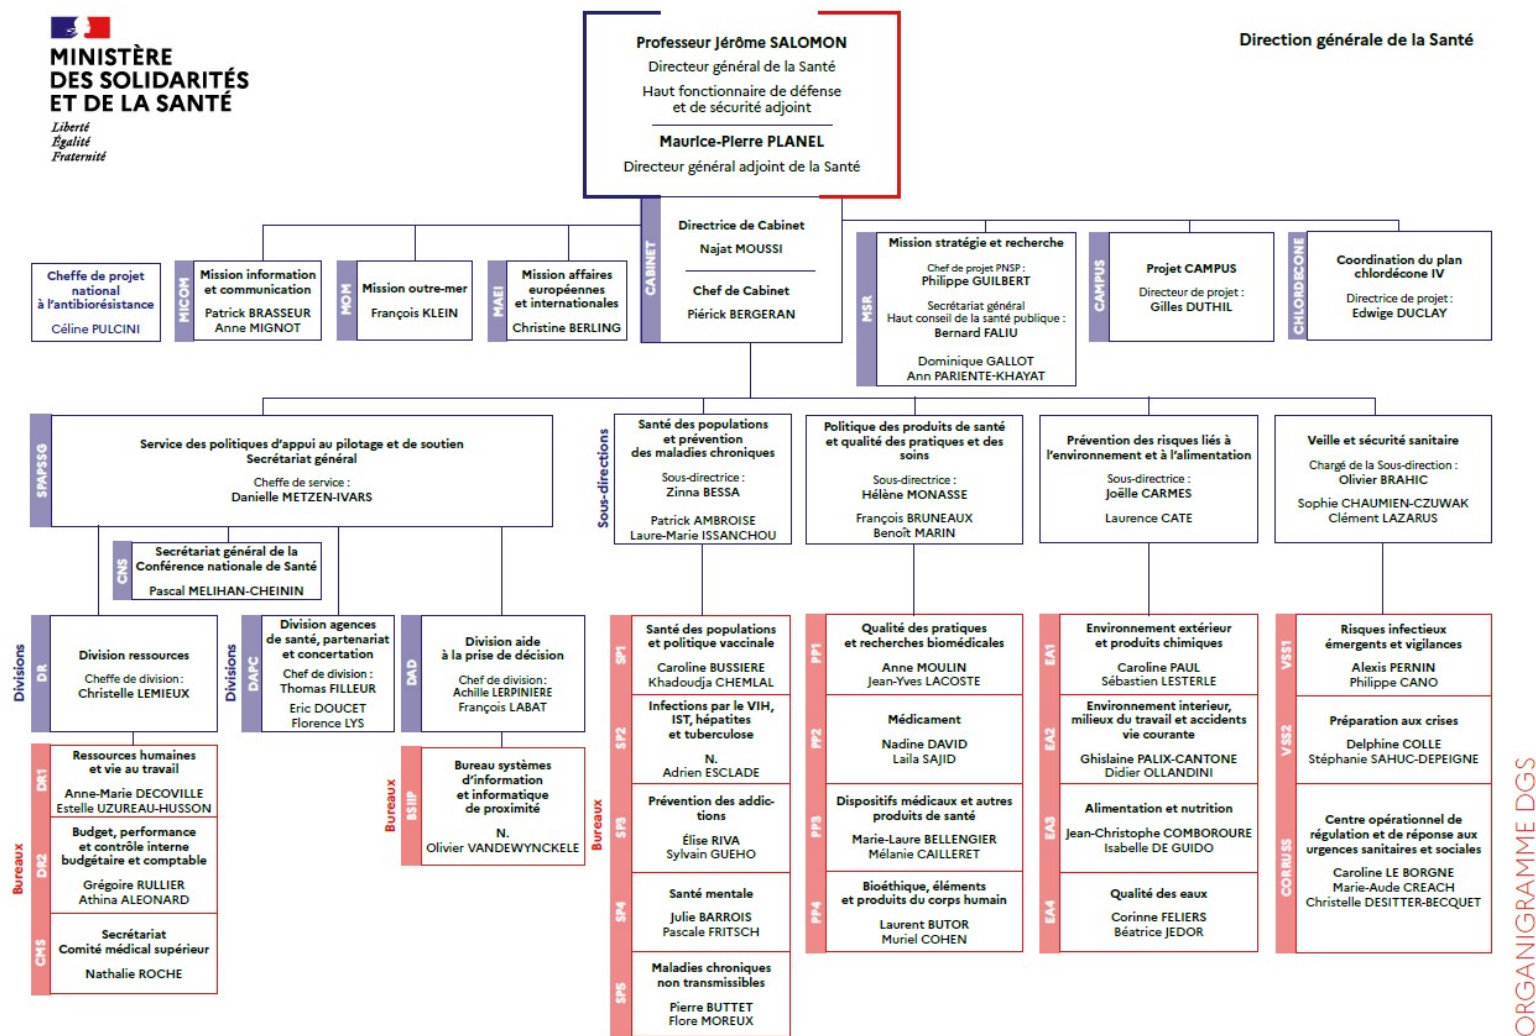 MINISTÈRE
DES SOLIDARITÉS
ET DE LA SANTÉ
Liberté
Égalité
Fraternité
Professeur Jérôme SALOMON
Directeur général de la Santé
Haut fonctionnaire de défense
et de sécurité adjoint
Maurice-Pierre PLANEL
Directeur général adjoint de la Santé
Direction générale de la Santé
CABINET
Directrice de Cabinet
Najat MOUSSI
Chef de Cabinet
Piérick BERGERAN
Cheffe de projet
national
à l'antibiorésistance
Céline PULCINI
MICOM
Mission information
et communication
Patrick BRASSEUR
Anne MIGNOT
MOM
Mission outre-mer
François KLEIN
MAEI
Mission affaires
européennes
et internationales
Christine BERLING
MSR
Mission stratégie et recherche
Chef de projet PNSP :
Philippe GUILBERT
Secrétariat général
Haut conseil de la santé publique :
Bernard FALIU
Dominique GALLOT
Ann PARIENTE-KHAYAT
CAMPUS
Projet CAMPUS
Directeur de projet :
Gilles DUTHIL
CHLORDECONE
Coordination du plan
chlordécone IV
Directrice de projet :
Edwige DUCLAY
SPAPSSG
Service des politiques d'appui au pilotage et de soutien
Secrétariat général
Cheffe de service :
Danielle METZEN-IVARS
CNS
Secrétariat général de la
Conférence nationale de Santé
Pascal MELIHAN-CHEININ
Sous-directions
Santé des populations
et prévention
des maladies chroniques
Sous-directrice :
Zinna BESSA
Patrick AMBROISE
Laure-Marie ISSANCHOU
Politique des produits de santé
et qualité des pratiques et des
soins
Sous-directrice :
Hélène MONASSE
François BRUNEAUX
Benoît MARIN
Prévention des risques liés à
l'environnement et à l'alimentation
Sous-directrice :
Joëlle CARMES
Laurence CATE
Veille et sécurité sanitaire
Chargé de la Sous-direction :
Olivier BRAHIC
Sophie CHAUMIEN-CZUWAK
Clément LAZARUS
Divisions
DR
Division ressources
Cheffe de division :
Christelle LEMIEUX
Divisions
DAPC
Division agences
de santé, partenariat
et concertation
Chef de division :
Thomas FILLEUR
Eric DOUCET
Florence LYS
DAD
Division aide
à la prise de décision
Chef de division :
Achille LERPINIERE
François LABAT
Bureaux
DR1
Ressources humaines
et vie au travail
Anne-Marie DECOVILLE
Estelle UZUREAU-HUSSON
DR2
Budget, performance
et contrôle interne
budgétaire et comptable
Grégoire RULLIER
Athina ALEONARD
CMS
Secrétariat
Comité médical supérieur
Nathalie ROCHE
Bureaux
BSIIP
Bureau systèmes
d'information
et informatique
de proximité
N.
Olivier VANDEWYNCKELE
Bureaux
SP1
Santé des populations
et politique vaccinale
Caroline BUSSIERE
Khadoudja CHEMLAL
SP2
Infections par le VIH,
IST, hépatites
et tuberculose
N.
Adrien ESCLADE
SP3
Prévention des addic-
tions
Élise RIVA
Sylvain GUEHO
SP4
Santé mentale
Julie BARROIS
Pascale FRITSCH
SP5
Maladies chroniques
non transmissibles
Pierre BUTTET
Flore MOREUX
PP1
Qualité des pratiques
et recherches biomédicales
Anne MOULIN
Jean-Yves LACOSTE
PP2
Médicament
Nadine DAVID
Laila SAJID
PP3
Dispositifs médicaux et autres
produits de santé
Marie-Laure BELLENGIER
Mélanie CAILLERET
PP4
Bioéthique, éléments
et produits du corps humain
Laurent BUTOR
Muriel COHEN
EA1
Environnement extérieur
et produits chimiques
Caroline PAUL
Sébastien LESTERLE
EA2
Environnement interieur,
milieux du travail et accidents
vie courante
Ghislaine PALIX-CANTONE
Didier OLLANDINI
EA3
Alimentation et nutrition
Jean-Christophe COMBOROURE
Isabelle DE GUIDO
EA4
Qualité des eaux
Corinne FELIERS
Béatrice JEDOR
VSS1
Risques infectieux
émergents et vigilances
Alexis PERNIN
Philippe CANO
VSS2
Préparation aux crises
Delphine COLLE
Stéphanie SAHUC-DEPEIGNE
CORRUSS
Centre opérationnel de
régulation et de réponse aux
urgences sanitaires et sociales
Caroline LE BORGNE
Marie-Aude CREACH
Christelle DESITTER-BECQUET
ORGANIGRAMME DGS